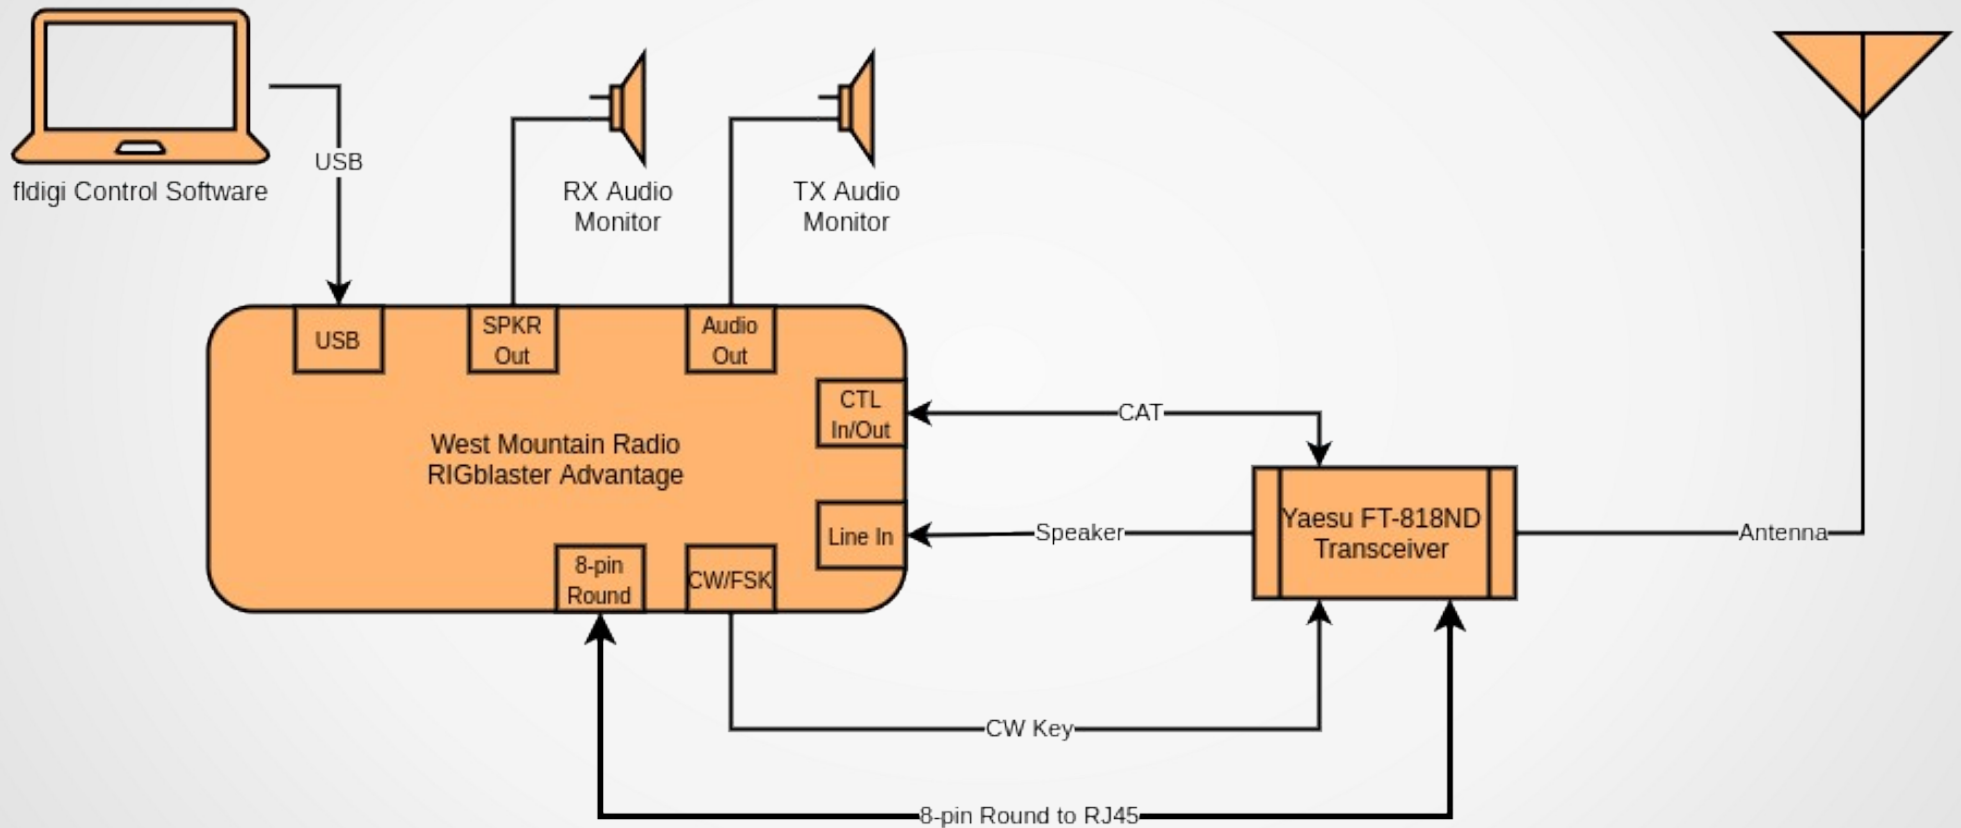 fldigi Control Software
USB
RX Audio
Monitor
TX Audio
Monitor
USB
SPKR
Out
Audio
Out
CTL
In/Out
West Mountain Radio
RIGblaster Advantage
Line In
8-pin
Round
CW/FSK
CAT
Speaker
Yaesu FT-818ND
Transceiver
Antenna
CW Key
8-pin Round to RJ45